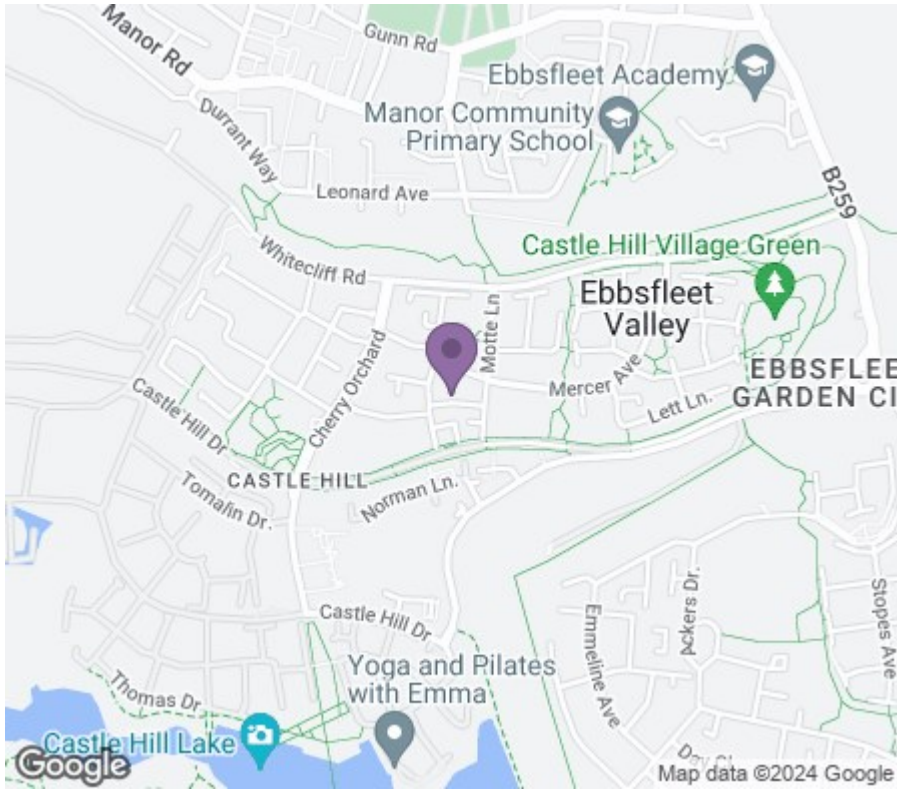 Manor Rd
Gunn Rd
Ebbsfleet Academy
Manor Community
Primary School
Durrant Way
Leonard Ave
B259
Whitecliff Rd
Castle Hill Village Green
Ebbsfleet
Valley
Motte Ln
Cherry Orchard
Mercer Ave
Lett Ln.
EBBSFLEE
GARDEN CI
Castle Hill Dr
CASTLE HILL
Tomalin Dr.
Norman Ln.
Castle Hill Dr
Emmeline Ave
Ackers Dr.
Stopes Ave
Yoga and Pilates
with Emma
Thomas Dr
Castle Hill Lake
Day Cl
Google
Map data ©2024 Google